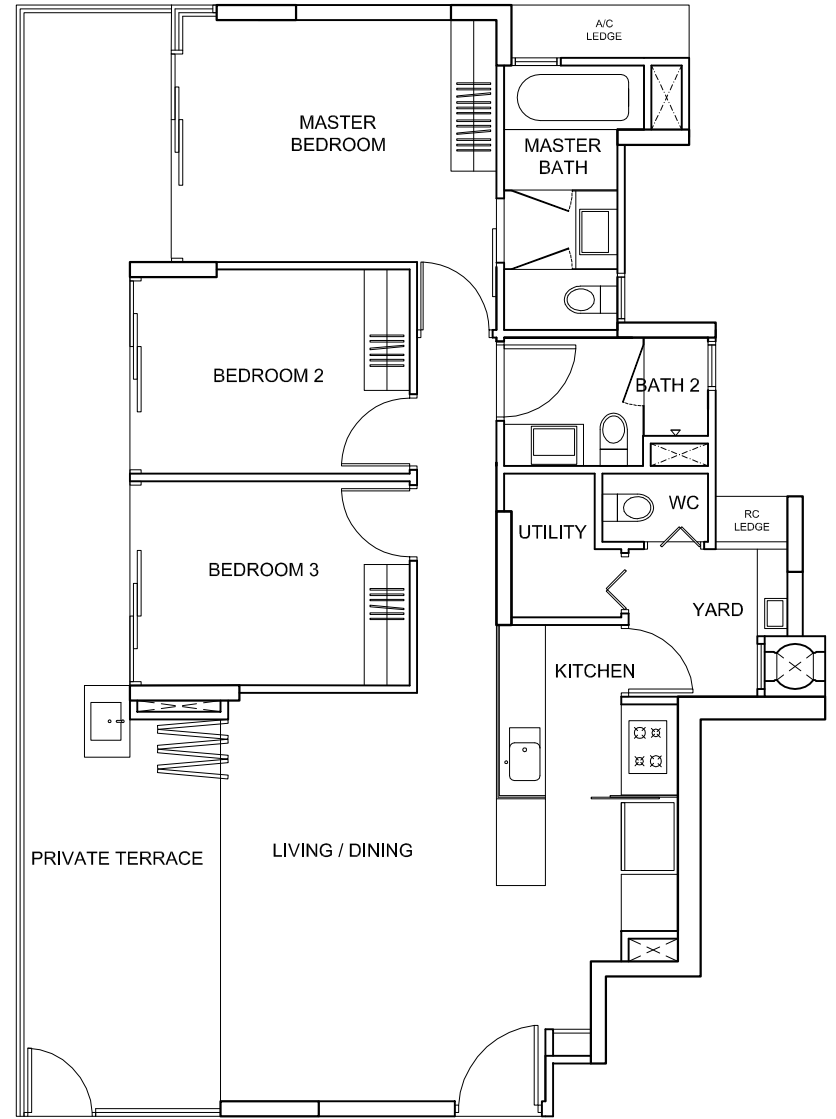 A/C
LEDGE
MASTER
BEDROOM
MASTER
BATH
BEDROOM 2
BATH 2
WC
RC
LEDGE
UTILITY
BEDROOM 3
YARD
KITCHEN
PRIVATE TERRACE
LIVING / DINING